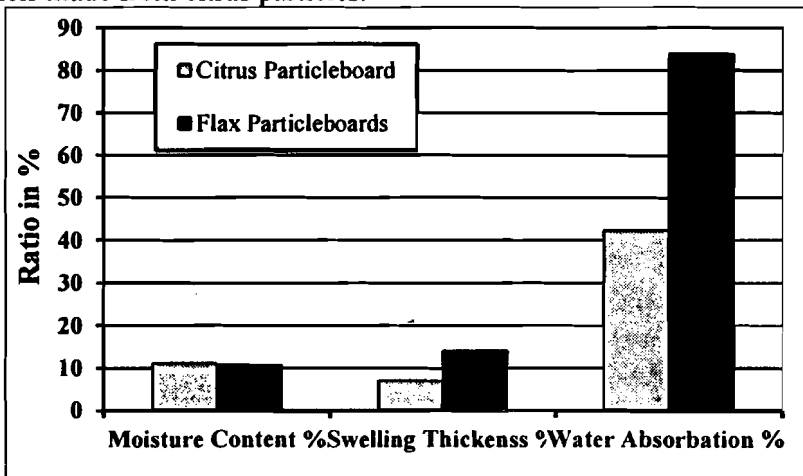 90
80
70
60
50
40
30
20
10
0
Ratio in %
Citrus Particleboard
Flax Particleboards
Moisture Content %
Swelling Thickenss %
Water Absorbation %